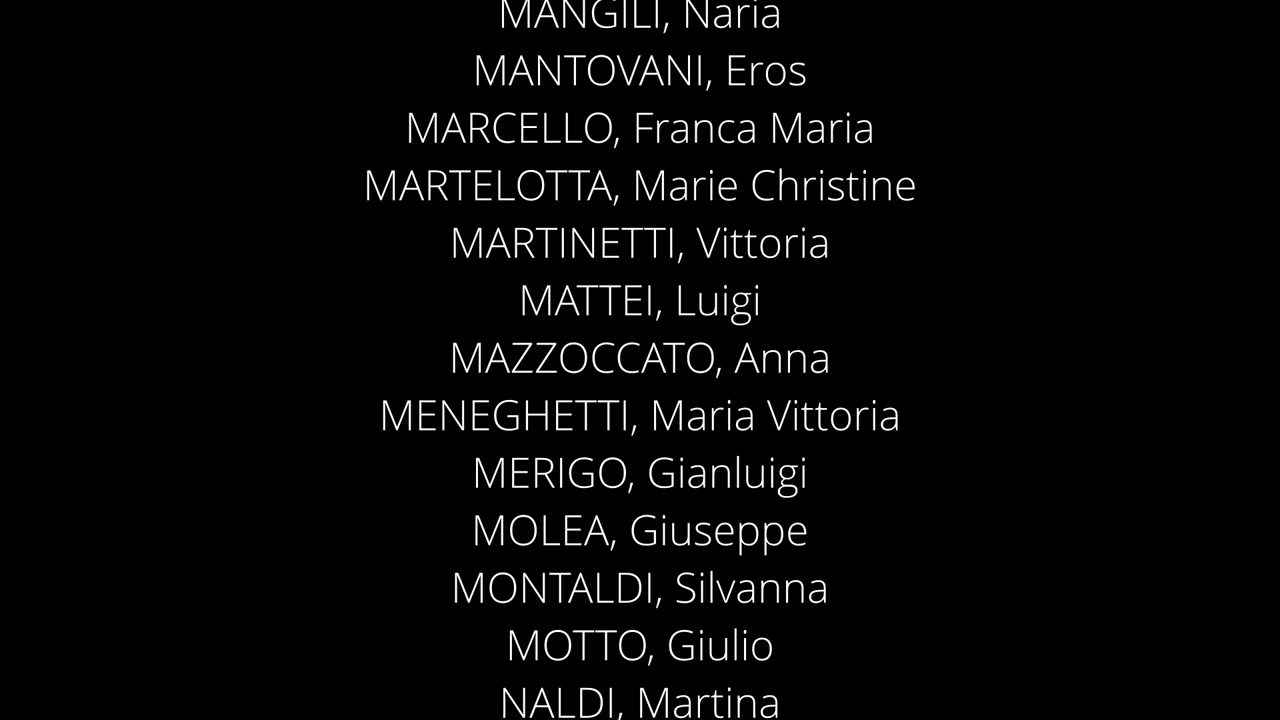 MANGILI, Naria
MANTOVANI, Eros
MARCELLO, Franca Maria
MARTELOTTA, Marie Christine
MARTINETTI, Vittoria
MATTEI, Luigi
MAZZOCCATO, Anna
MENEGHETTI, Maria Vittoria
MERIGO, Gianluigi
MOLEA, Giuseppe
MONTALDI, Silvanna
MOTTO, Giulio
NALDI, Martina